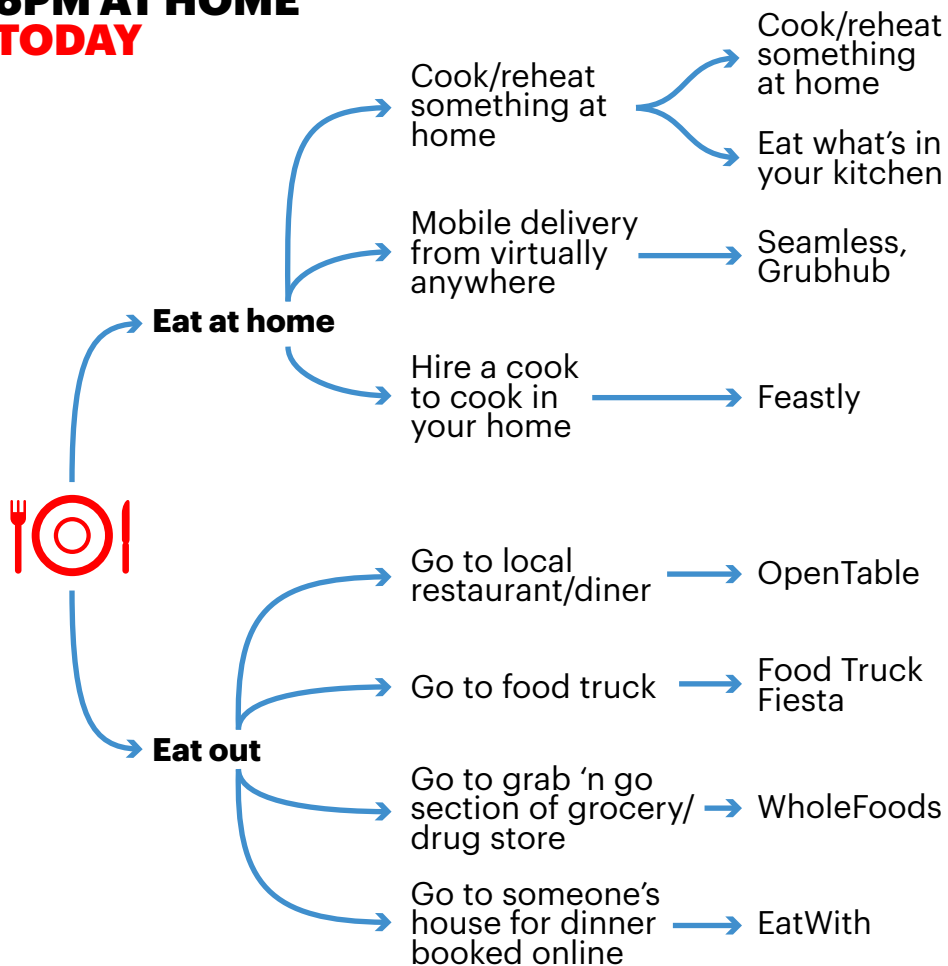 6PM AT HOME
TODAY
Cook/reheat
something at
home
Cook/reheat
something
at home
Eat what's in
your kitchen
Mobile delivery
from virtually
anywhere
Seamless,
Grubhub
Eat at home
Hire a cook
to cook in
your home
Feastly
Go to local
restaurant/diner
OpenTable
Go to food truck
Food Truck
Fiesta
Eat out
Go to grab ‘n go
section of grocery/
drug store
WholeFoods
Go to someone's
house for dinner
booked online
EatWith